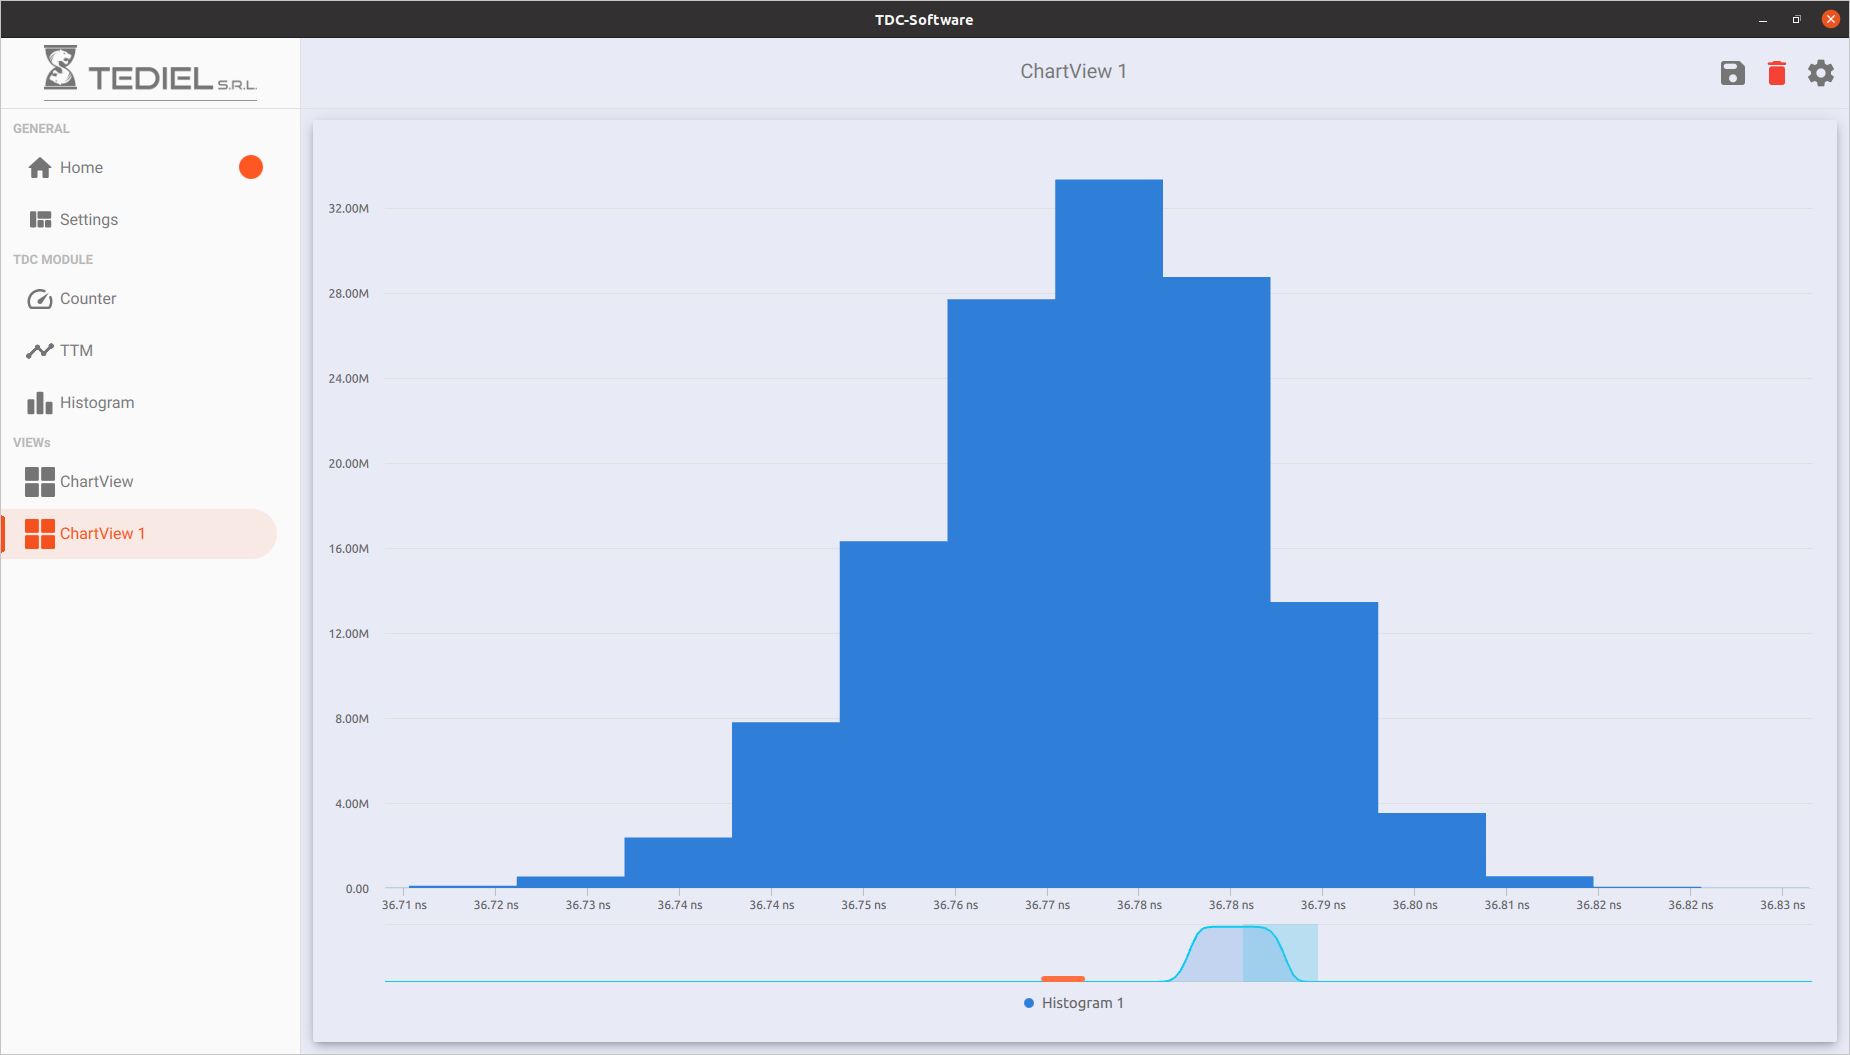 TDC-Software
TEDIEL S.R.L.
ChartView 1
GENERAL
Home
Settings
TDC MODULE
Counter
TTM
Histogram
VIEWs
ChartView
ChartView 1
32.00M
28.00M
24.00M
20.00M
16.00M
12.00M
8.00M
4.00M
0.00
36.71 ns 36.72 ns 36.73 ns 36.74 ns 36.74 ns 36.75 ns 36.76 ns 36.77 ns 36.78 ns 36.78 ns 36.79 ns 36.80 ns 36.81 ns 36.82 ns 36.82 ns 36.83 ns
Histogram 1